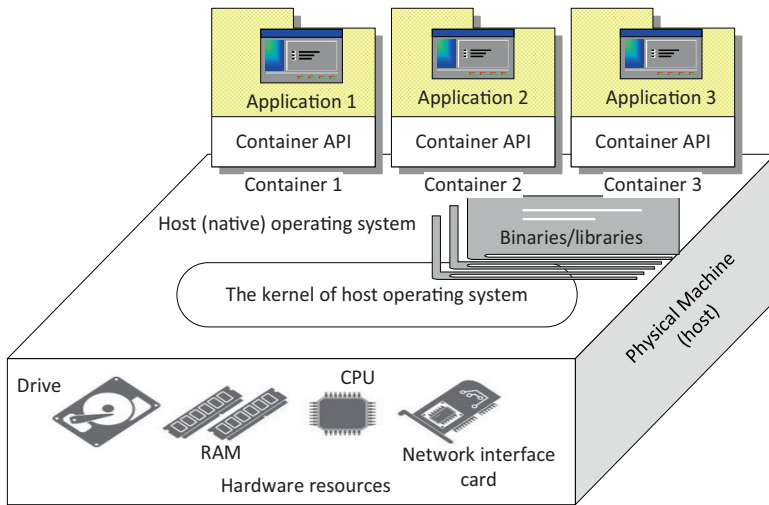 Application 1
Application 2
Application 3
Container API
Container API
Container API
Container 1
Container 2
Container 3
Host (native) operating system
Binaries/libraries
The kernel of host operating system
Physical Machine
(host)
Drive
CPU
RAM
Network interface
card
Hardware resources